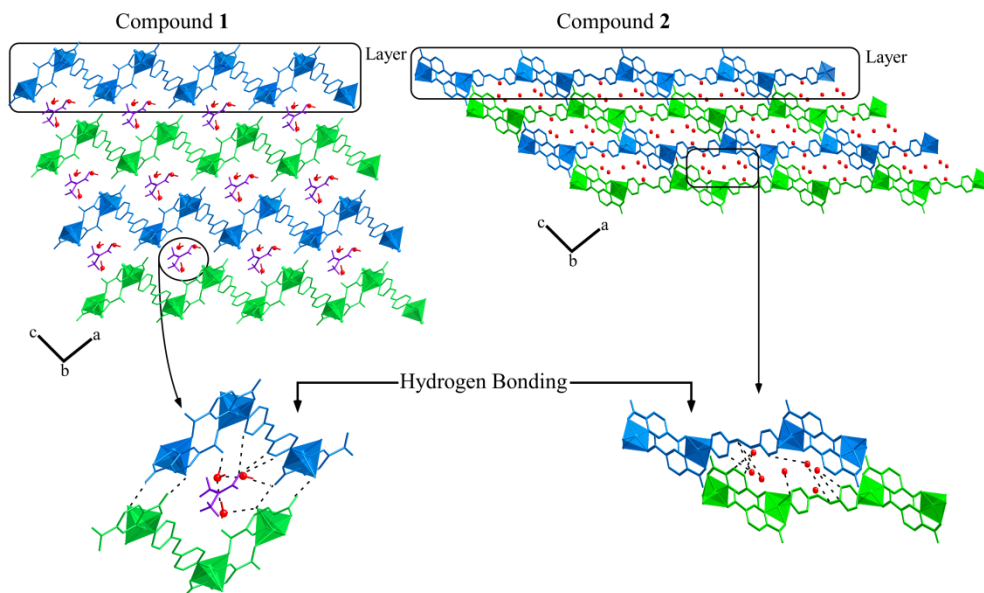 Compound 1
Compound 2
Layer
Layer
c
a
b
c
a
b
Hydrogen Bonding